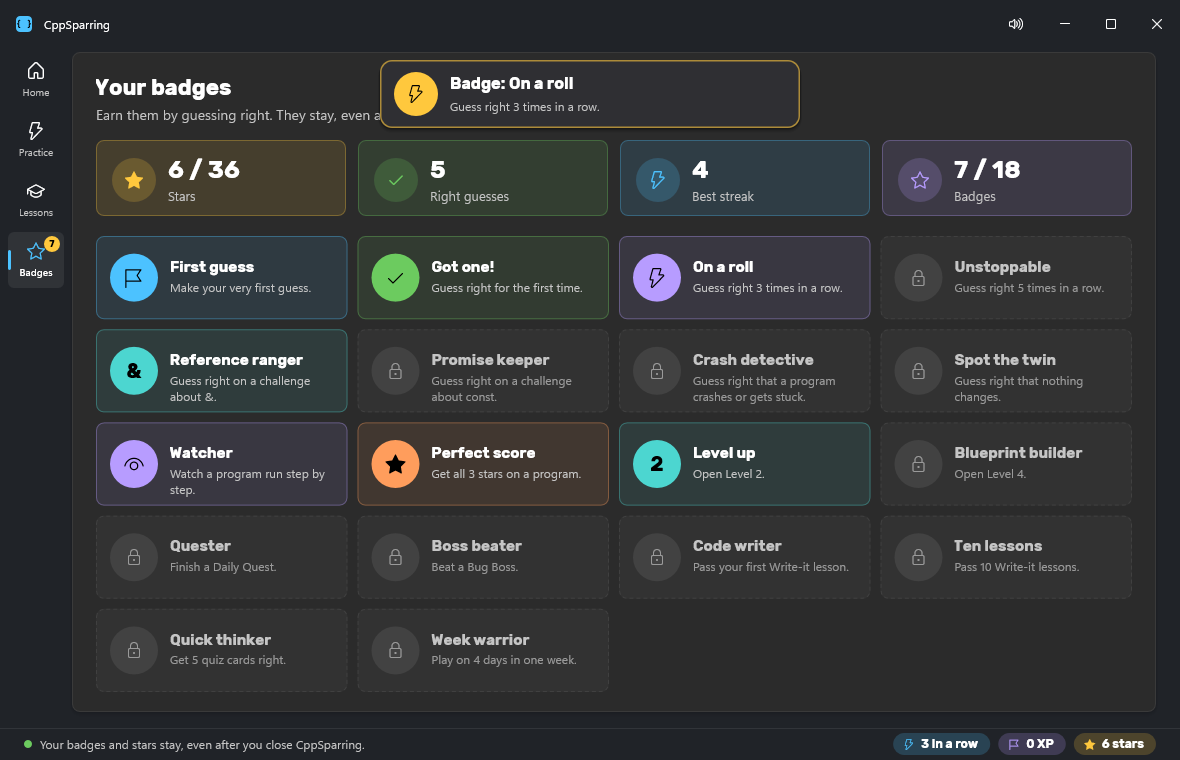 CppSparring
Home
Practice
Lessons
7
Badges
Your badges
Earn them by guessing right. They stay, even a
Badge: On a roll
Guess right 3 times in a row.
6 / 36
Stars
5
Right guesses
4
Best streak
7 / 18
Badges
First guess
Make your very first guess.
Got one!
Guess right for the first time.
On a roll
Guess right 3 times in a row.
Unstoppable
Guess right 5 times in a row.
&
Reference ranger
Guess right on a challenge
about &.
Promise keeper
Guess right on a challenge
about const.
Crash detective
Guess right that a program
crashes or gets stuck.
Spot the twin
Guess right that nothing
changes.
Watcher
Watch a program run step by
step.
Perfect score
Get all 3 stars on a program.
2
Level up
Open Level 2.
Blueprint builder
Open Level 4.
Quester
Finish a Daily Quest.
Boss beater
Beat a Bug Boss.
Code writer
Pass your first Write-it lesson.
Ten lessons
Pass 10 Write-it lessons.
Quick thinker
Get 5 quiz cards right.
Week warrior
Play on 4 days in one week.
Your badges and stars stay, even after you close CppSparring.
3 in a row
0 XP
6 stars